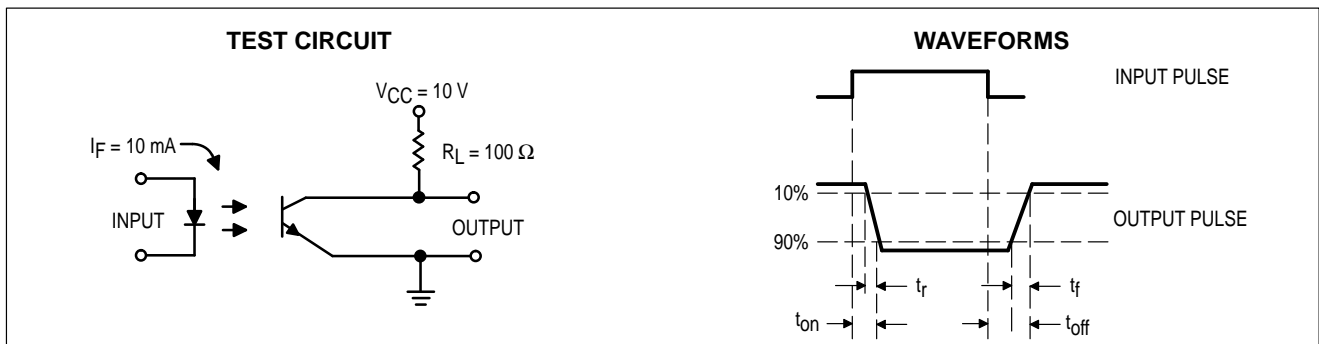 TEST CIRCUIT
VCC = 10 V
IF = 10 mA
RL = 100 Ω
INPUT
OUTPUT
WAVEFORMS
INPUT PULSE
10%
OUTPUT PULSE
90%
tr
tf
ton
toff